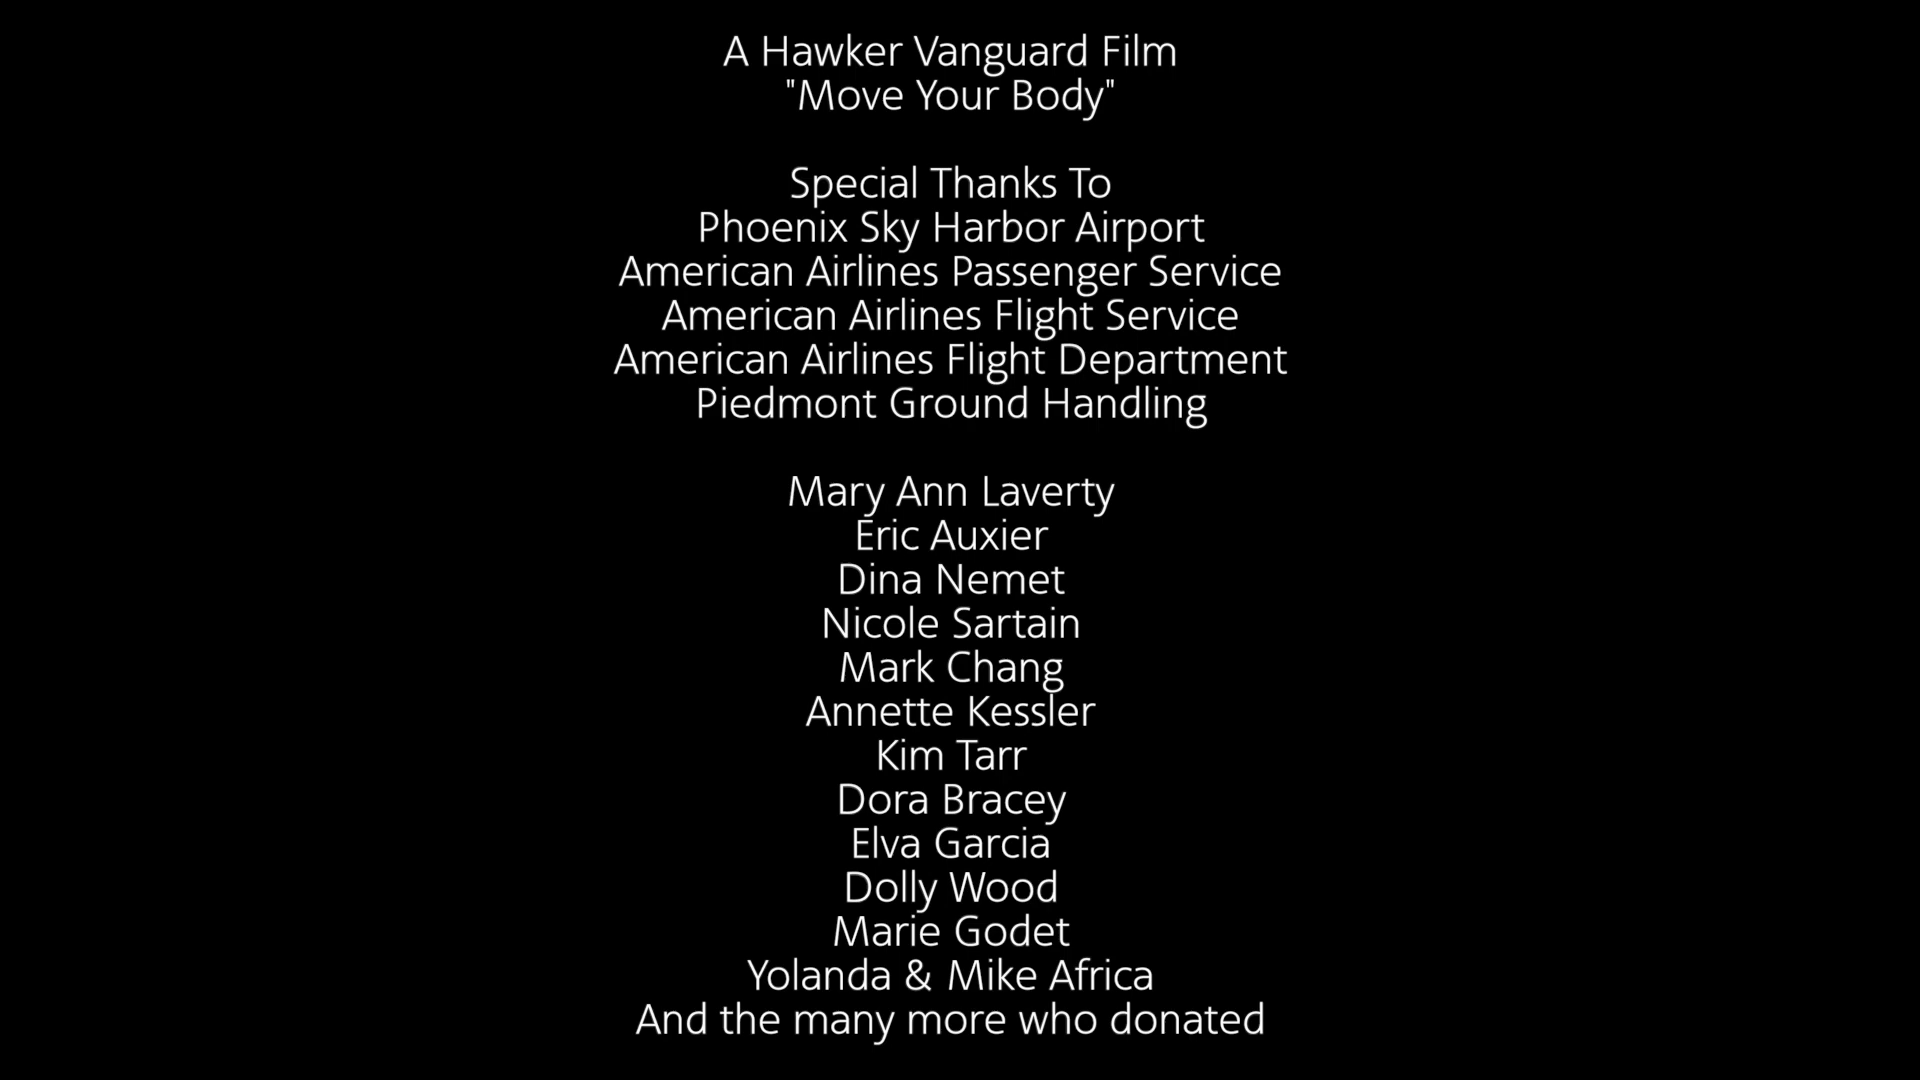 A Hawker Vanguard Film
"Move Your Body"
Special Thanks To
Phoenix Sky Harbor Airport
American Airlines Passenger Service
American Airlines Flight Service
American Airlines Flight Department
Piedmont Ground Handling
Mary Ann Laverty
Eric Auxier
Dina Nemet
Nicole Sartain
Mark Chang
Annette Kessler
Kim Tarr
Dora Bracey
Elva Garcia
Dolly Wood
Marie Godet
Yolanda & Mike Africa
And the many more who donated